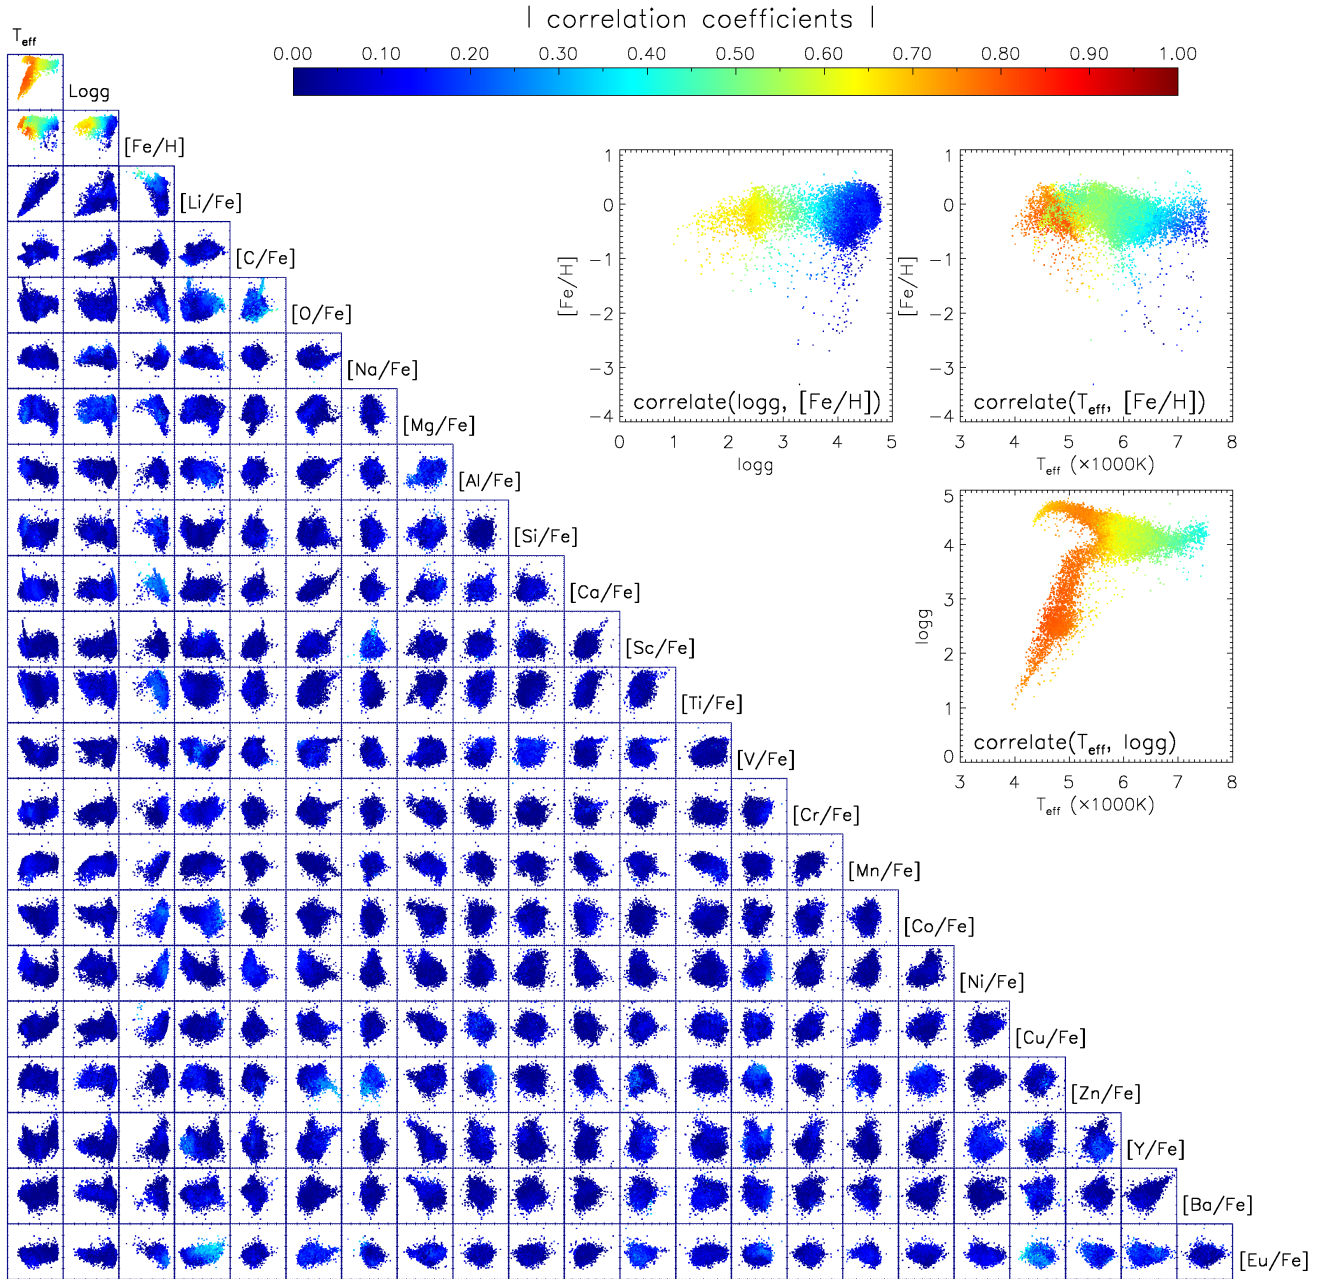 | correlation coefficients |
0.00 0.10 0.20 0.30 0.40 0.50 0.60 0.70 0.80 0.90 1.00
T_eff
Logg
[Fe/H]
[Li/Fe]
[C/Fe]
[O/Fe]
[Na/Fe]
[Mg/Fe]
[Al/Fe]
[Si/Fe]
[Ca/Fe]
[Sc/Fe]
[Ti/Fe]
[V/Fe]
[Cr/Fe]
[Mn/Fe]
[Co/Fe]
[Ni/Fe]
[Cu/Fe]
[Zn/Fe]
[Y/Fe]
[Ba/Fe]
[Eu/Fe]
1
0
−1
−2
−3
−4
[Fe/H]
correlate(logg, [Fe/H])
0 1 2 3 4 5
logg
1
0
−1
−2
−3
−4
[Fe/H]
correlate(T_eff, [Fe/H])
3 4 5 6 7 8
T_eff (×1000K)
5
4
3
2
1
0
logg
correlate(T_eff, logg)
3 4 5 6 7 8
T_eff (×1000K)